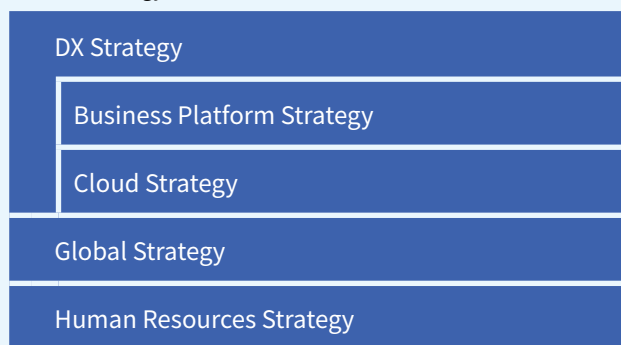 DX Strategy
Business Platform Strategy
Cloud Strategy
Global Strategy
Human Resources Strategy